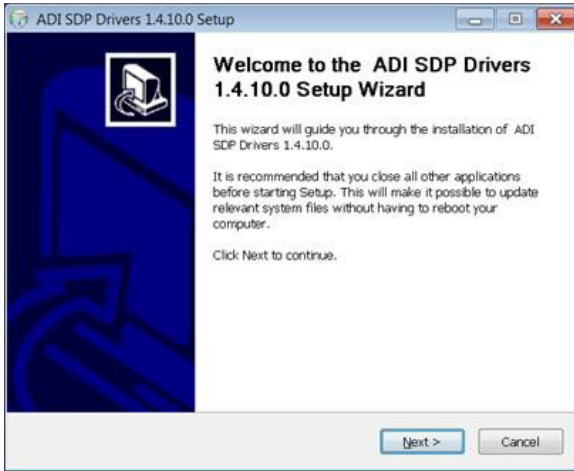 ADI SDP Drivers 1.4.10.0 Setup
Welcome to the ADI SDP Drivers
1.4.10.0 Setup Wizard
This wizard will guide you through the installation of ADI
SDP Drivers 1.4.10.0.
It is recommended that you close all other applications
before starting Setup. This will make it possible to update
relevant system files without having to reboot your
computer.
Click Next to continue.
Next >
Cancel